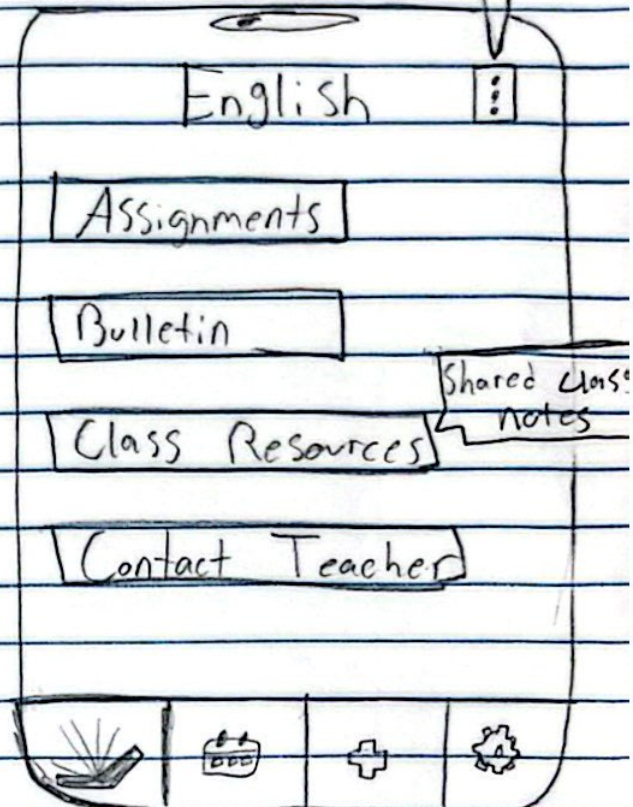 English
Assignments
Bulletin
Shared class
notes
Class Resources
Contact Teacher